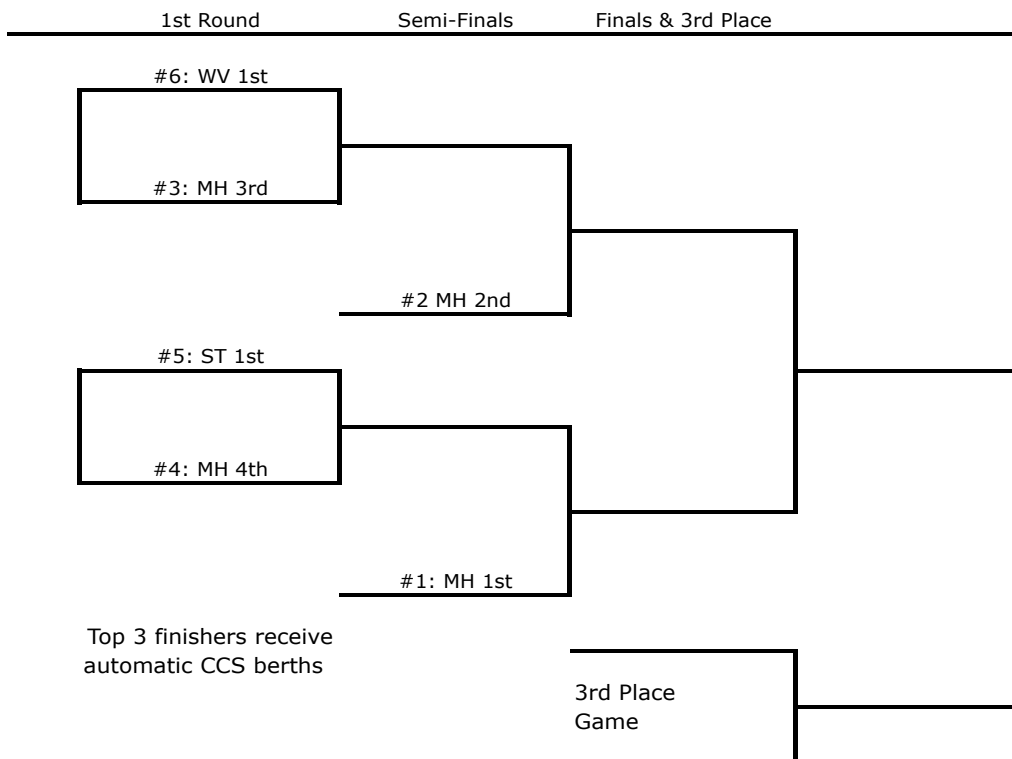 1st Round Semi-Finals Finals & 3rd Place
#6: WV 1st
#3: MH 3rd
#2 MH 2nd
#5: ST 1st
#4: MH 4th
#1: MH 1st
Top 3 finishers receive
automatic CCS berths
3rd Place
Game